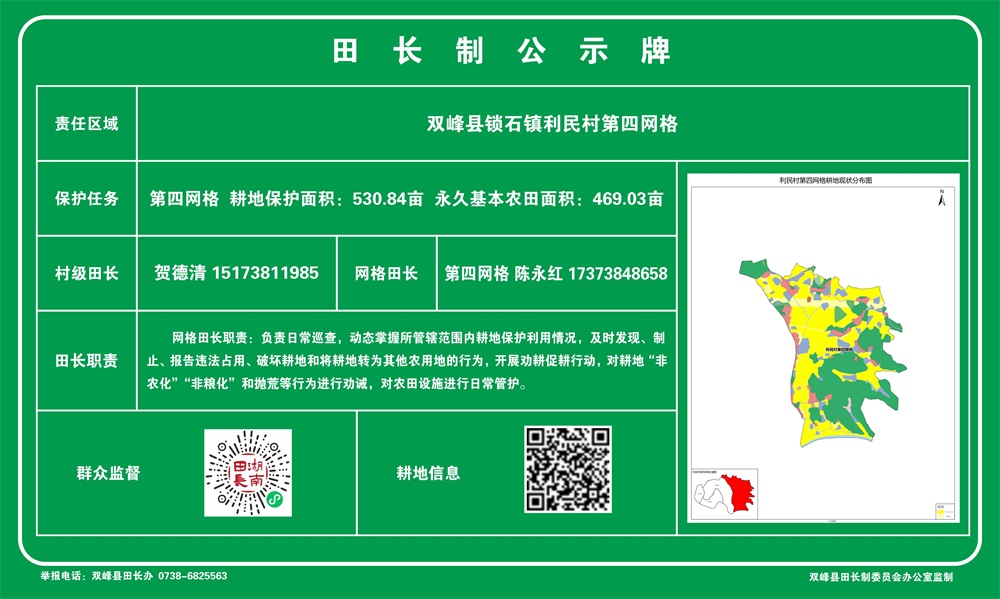 田长制公示牌
责任区域
双峰县锁石镇利民村第四网格
保护任务
第四网格 耕地保护面积：530.84亩 永久基本农田面积：469.03亩
村级田长
贺德清 15173811985
网格田长
第四网格 陈永红 17373848658
田长职责
网格田长职责：负责日常巡查，动态掌握所管辖范围内耕地保护利用情况，及时发现、制
止、报告违法占用、破坏耕地和将耕地转为其他农用地的行为，开展劝耕促耕行动，对耕地“非
农化”“非粮化”和抛荒等行为进行劝诫，对农田设施进行日常管护。
利民村第四网格耕地现状分布图
N
群众监督
湖南
田长
耕地信息
举报电话：双峰县田长办 0738-6825563
双峰县田长制委员会办公室监制